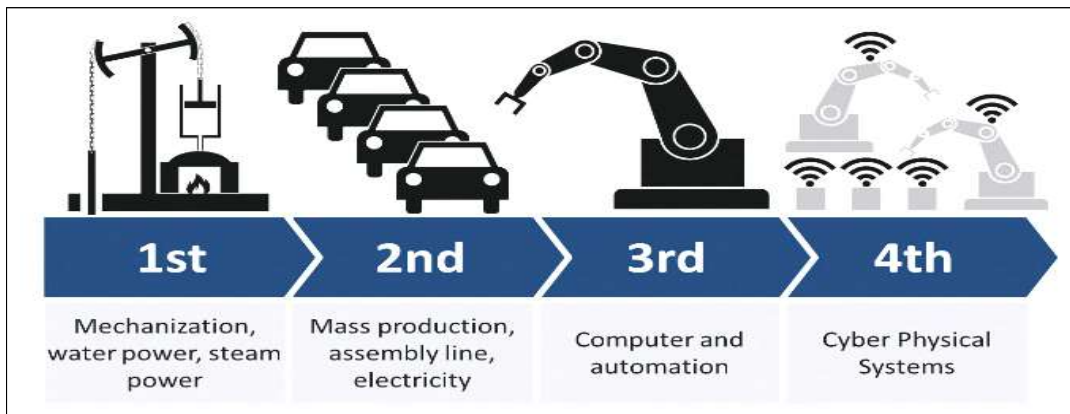 1st
2nd
3rd
4th
Mechanization,
water power, steam
power
Mass production,
assembly line,
electricity
Computer and
automation
Cyber Physical
Systems